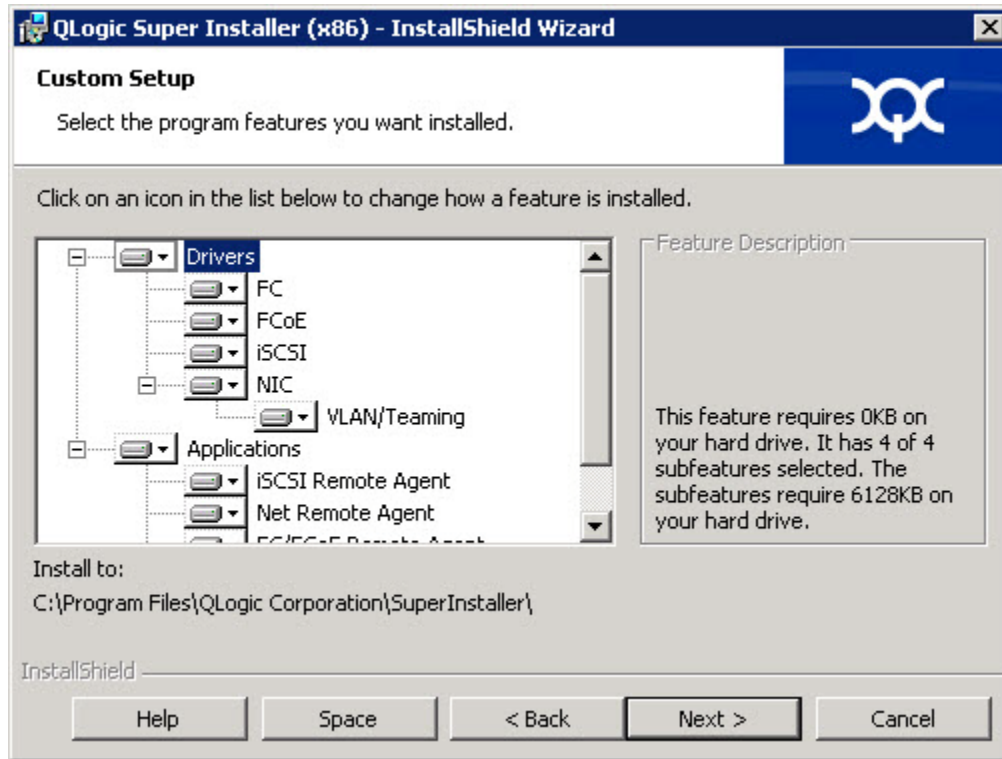 QLogic Super Installer (x86) - InstallShield Wizard
Custom Setup
Select the program features you want installed.
Click on an icon in the list below to change how a feature is installed.
Drivers
FC
FCoE
iSCSI
NIC
VLAN/Teaming
Applications
iSCSI Remote Agent
Net Remote Agent
FC/FCoE Remote Agent
Feature Description
This feature requires 0KB on
your hard drive. It has 4 of 4
subfeatures selected. The
subfeatures require 6128KB on
your hard drive.
Install to:
C:\Program Files\QLogic Corporation\SuperInstaller\
InstallShield
Help
Space
< Back
Next >
Cancel